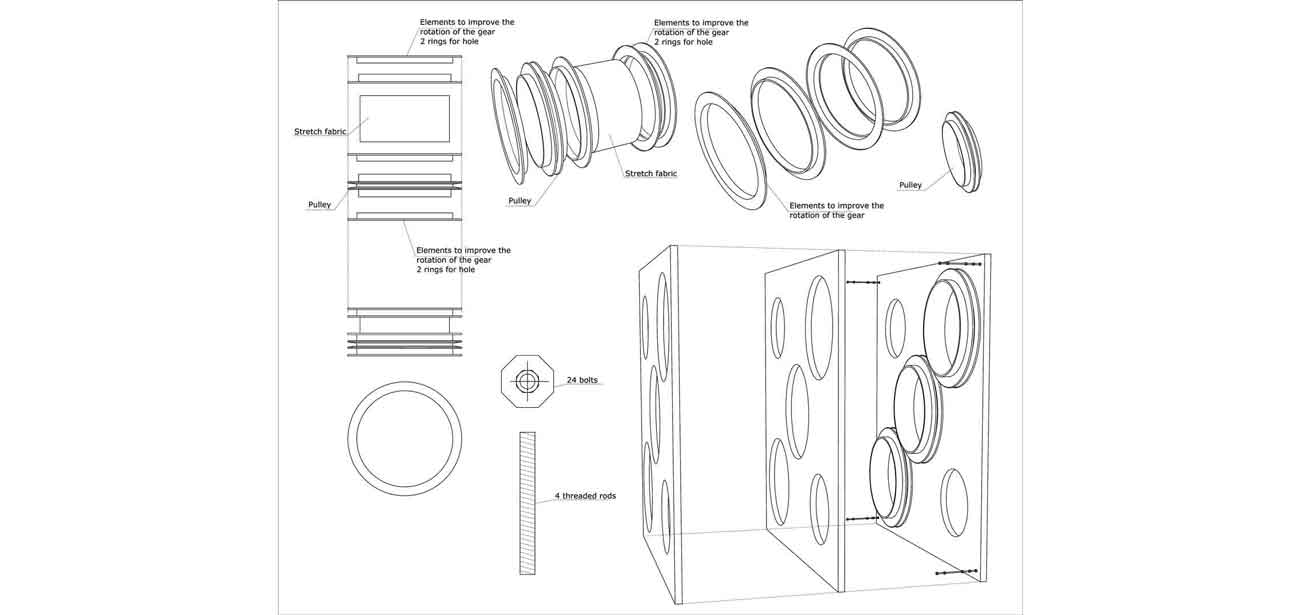 Elements to improve the
rotation of the gear
2 rings for hole
Elements to improve the
rotation of the gear
2 rings for hole
Stretch fabric
Stretch fabric
Pulley
Pulley
Pulley
Elements to improve the
rotation of the gear
Elements to improve the
rotation of the gear
2 rings for hole
24 bolts
4 threaded rods